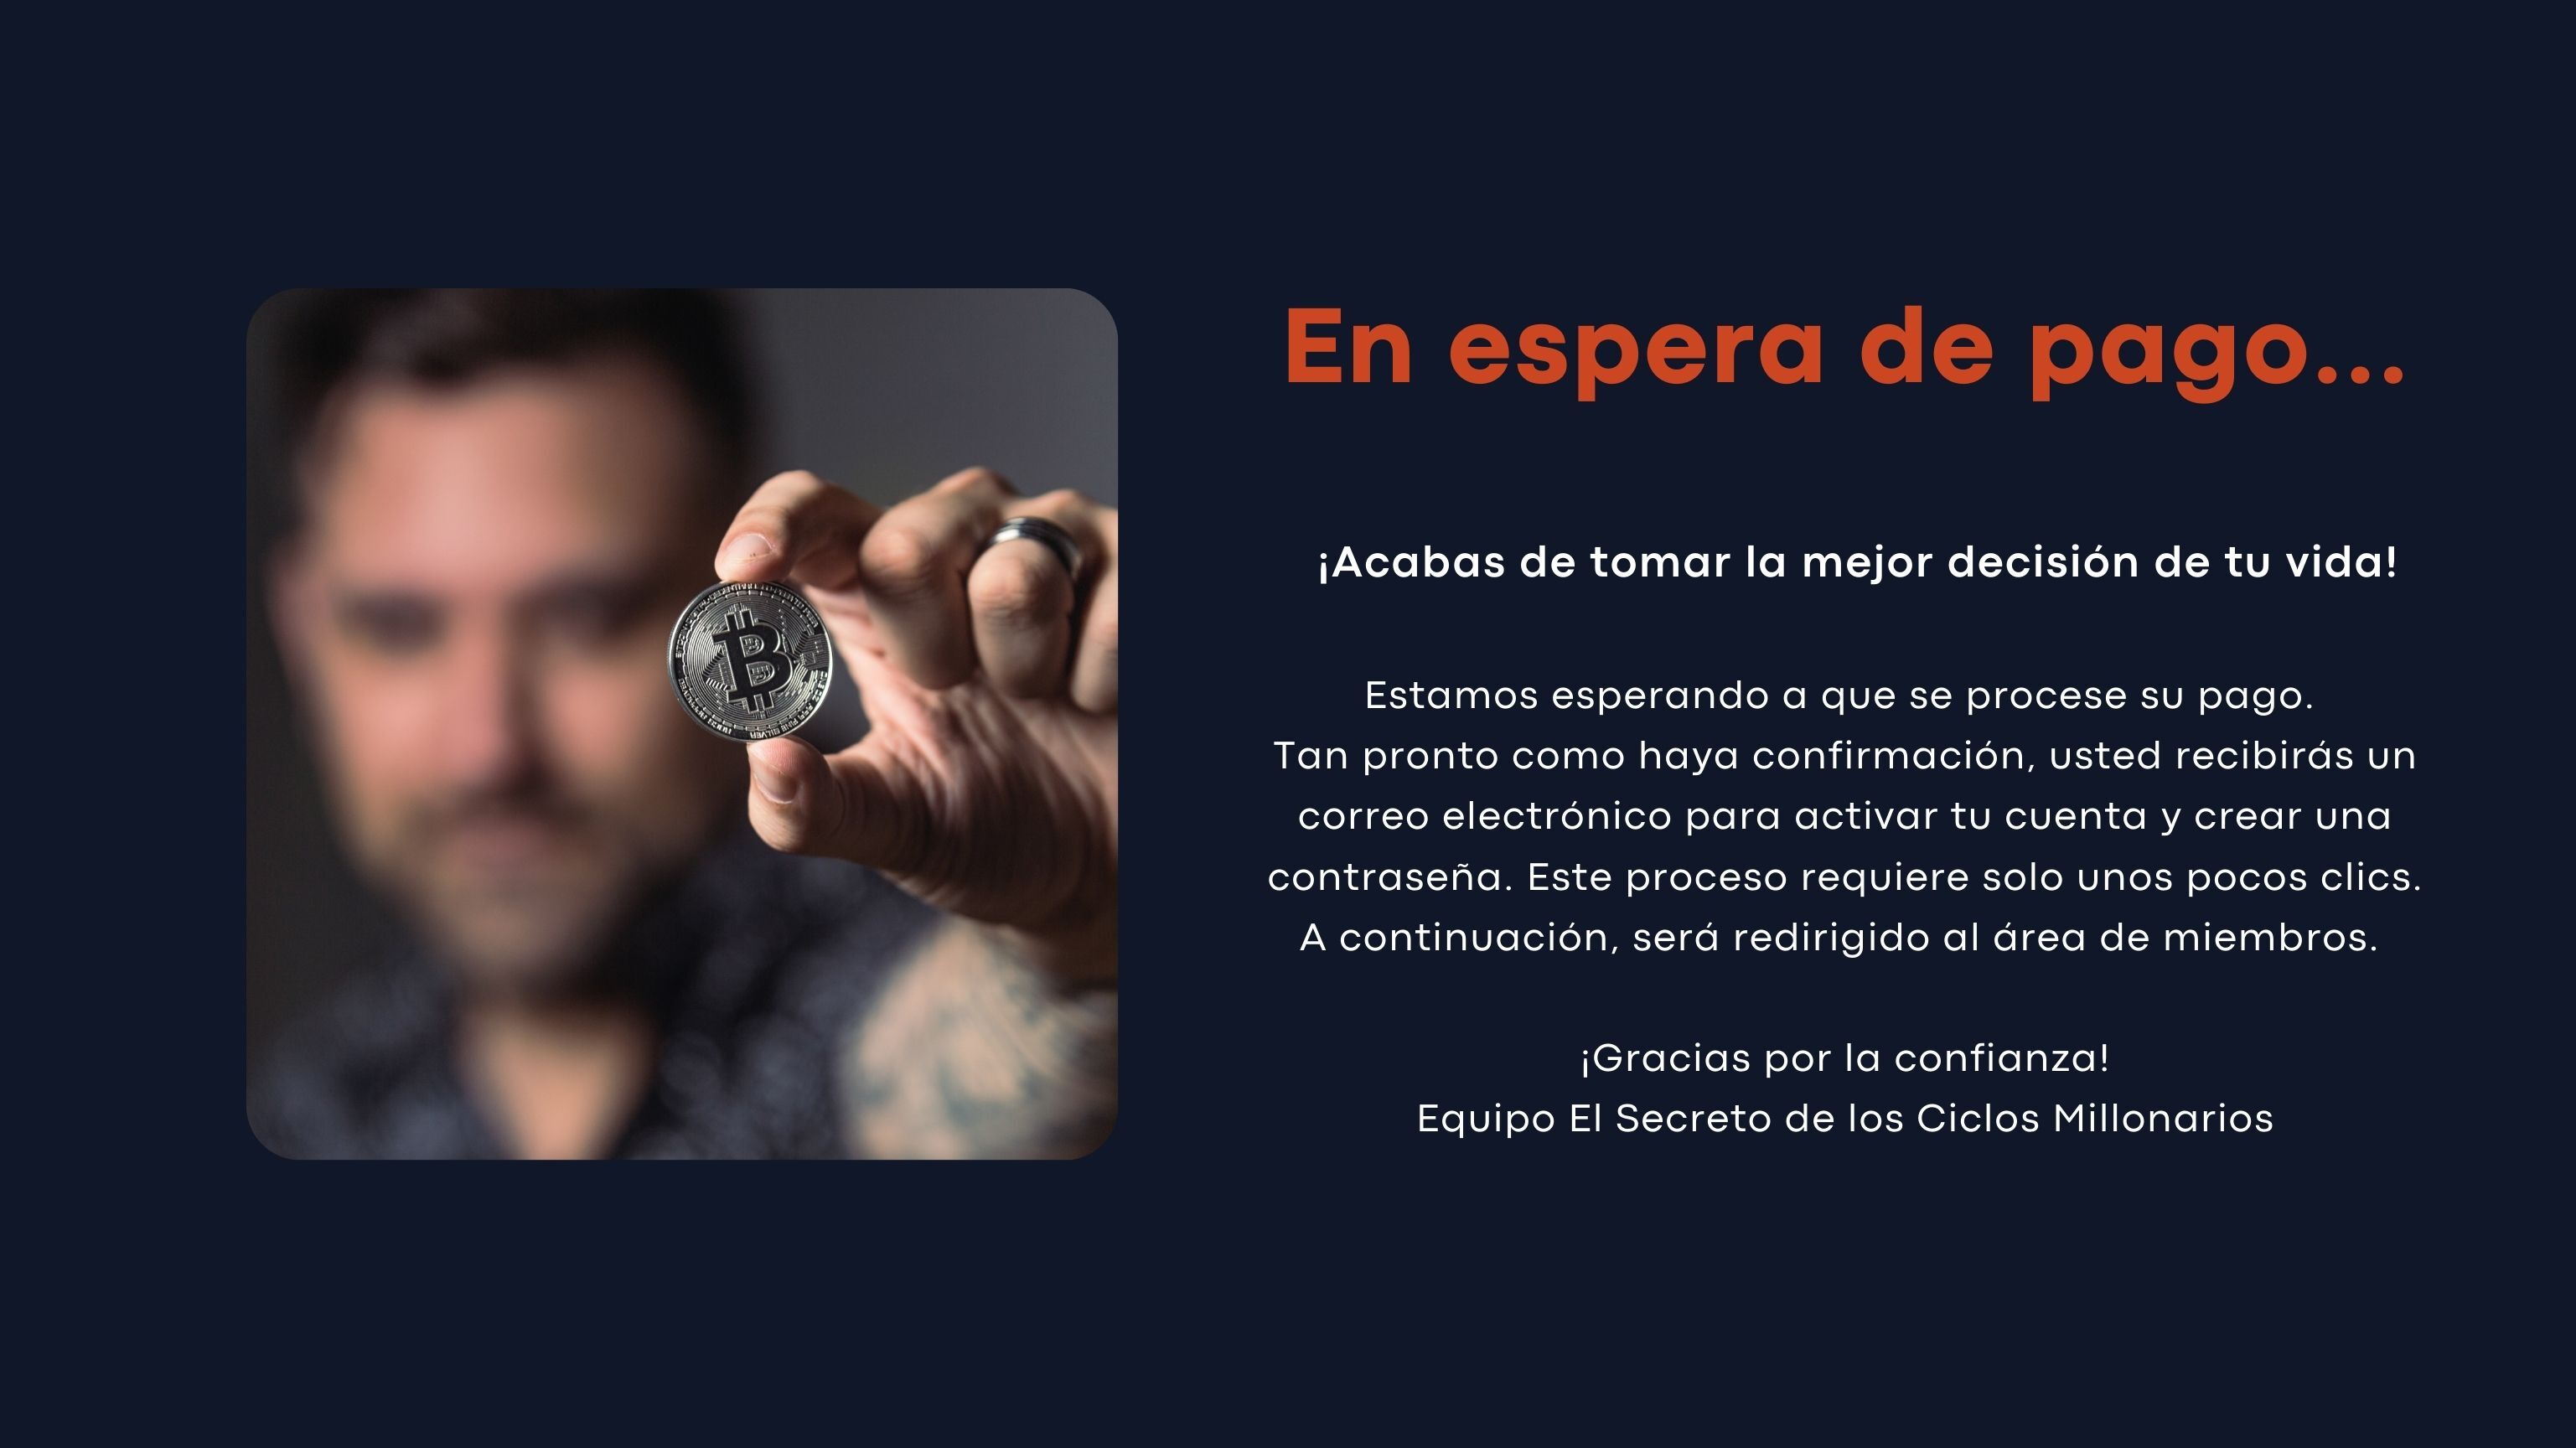 En espera de pago...
¡Acabas de tomar la mejor decisión de tu vida!
Estamos esperando a que se procese su pago.
Tan pronto como haya confirmación, usted recibirás un
correo electrónico para activar tu cuenta y crear una
contraseña. Este proceso requiere solo unos pocos clics.
A continuación, será redirigido al área de miembros.
¡Gracias por la confianza!
Equipo El Secreto de los Ciclos Millonarios